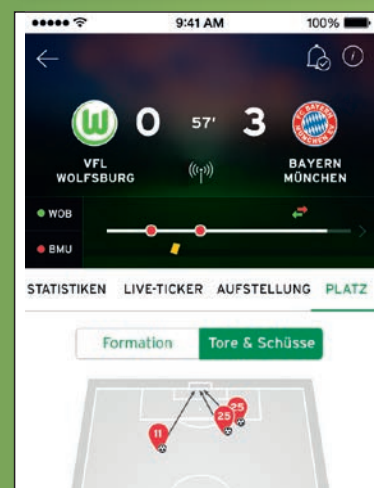 9:41 AM 100%
0 57' 3
VFL
WOLFSBURG
BAYERN
MÜNCHEN
WOB
BMU
STATISTIKEN LIVE-TICKER AUFSTELLUNG PLATZ
Formation Tore & Schüsse
11 25 25